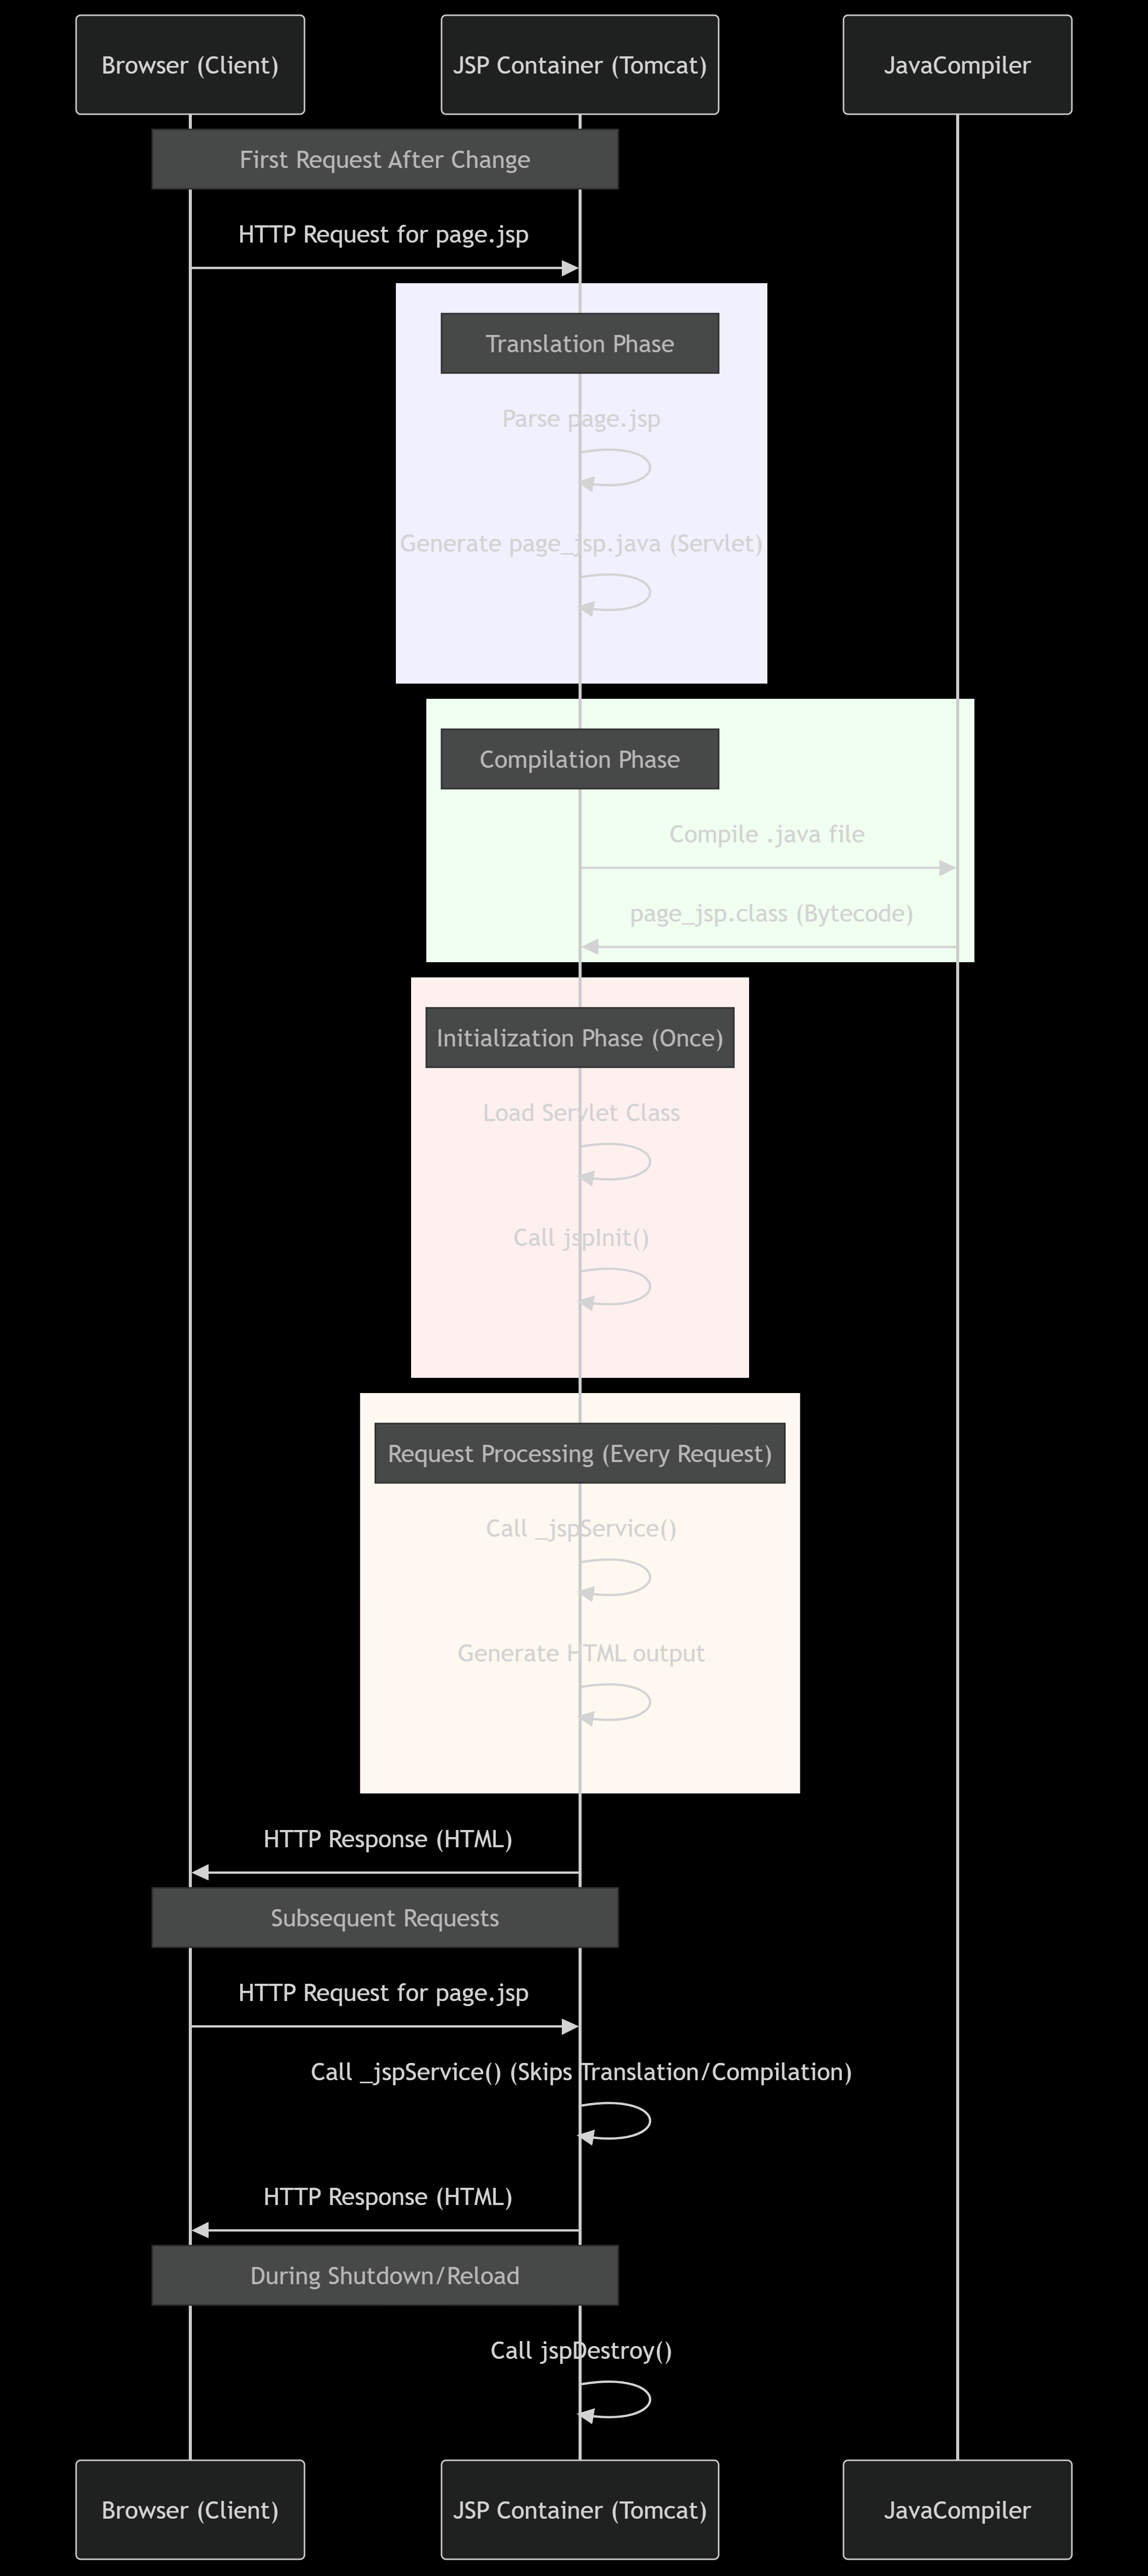 Browser (Client)
JSP Container (Tomcat)
JavaCompiler
First Request After Change
HTTP Request for page.jsp
Translation Phase
Parse page.jsp
Generate page_jsp.java (Servlet)
Compilation Phase
Compile .java file
page_jsp.class (Bytecode)
Initialization Phase (Once)
Load Servlet Class
Call jspInit()
Request Processing (Every Request)
Call _jspService()
Generate HTML output
HTTP Response (HTML)
Subsequent Requests
HTTP Request for page.jsp
Call _jspService() (Skips Translation/Compilation)
HTTP Response (HTML)
During Shutdown/Reload
Call jspDestroy()
Browser (Client)
JSP Container (Tomcat)
JavaCompiler